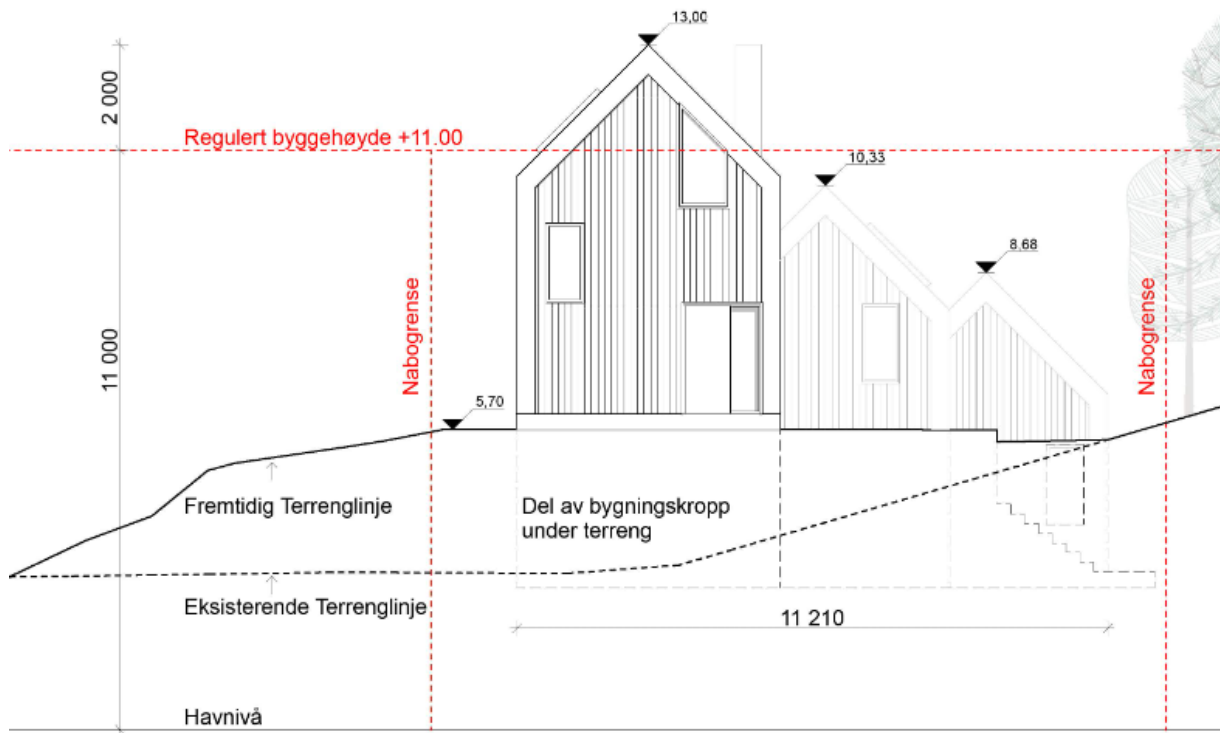 13,00
2 000
Regulert byggehøyde +11.00
10,33
8,68
Nabogrense
Nabogrense
11 000
5,70
Fremtidig Terrenglinje
Del av bygningskropp
under terreng
Eksisterende Terrenglinje
11 210
Havnivå